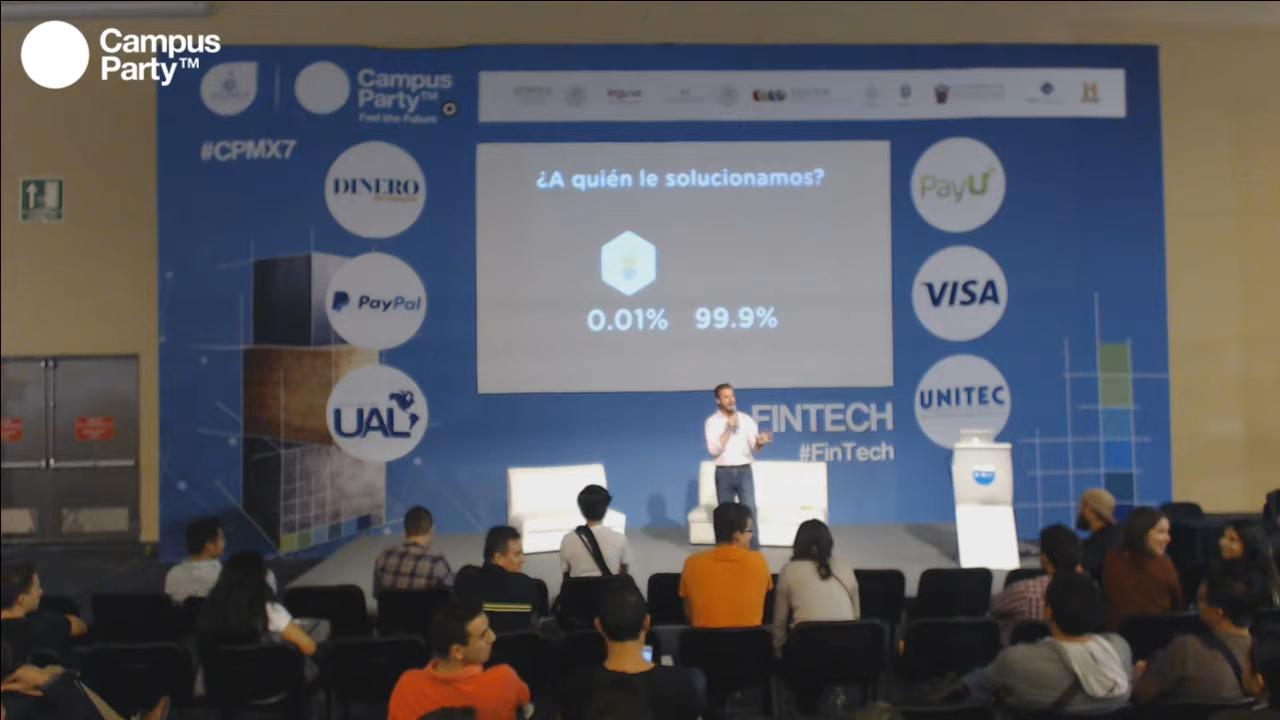 Campus
Party™
Campus
Party™
Feel the Future
#CPMX7
DINERO
PayPal
UAL
¿A quién le solucionamos?
0.01% 99.9%
PayU
VISA
UNITEC
FINTECH
#FinTech